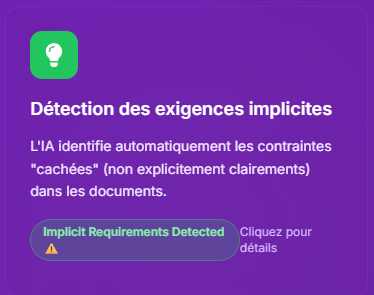 Détection des exigences implicites
L'IA identifie automatiquement les contraintes
"cachées" (non explicitement clairements)
dans les documents.
Implicit Requirements Detected
⚠️
Cliquez pour
détails